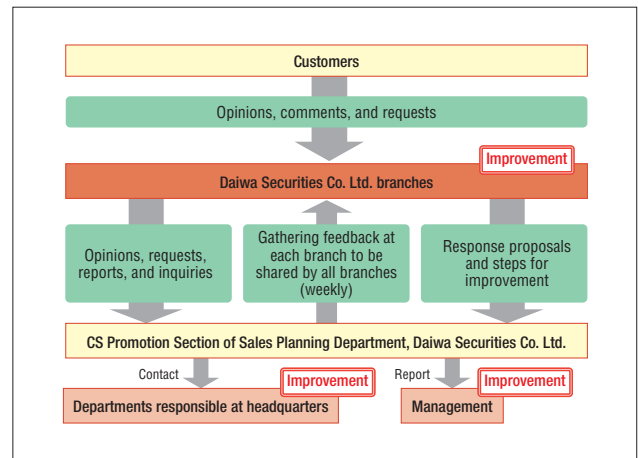 Customers
Opinions, comments, and requests
Improvement
Daiwa Securities Co. Ltd. branches
Opinions, requests,
reports, and inquiries
Gathering feedback at
each branch to be
shared by all branches
(weekly)
Response proposals
and steps for
improvement
CS Promotion Section of Sales Planning Department, Daiwa Securities Co. Ltd.
Contact
Improvement
Departments responsible at headquarters
Report
Improvement
Management